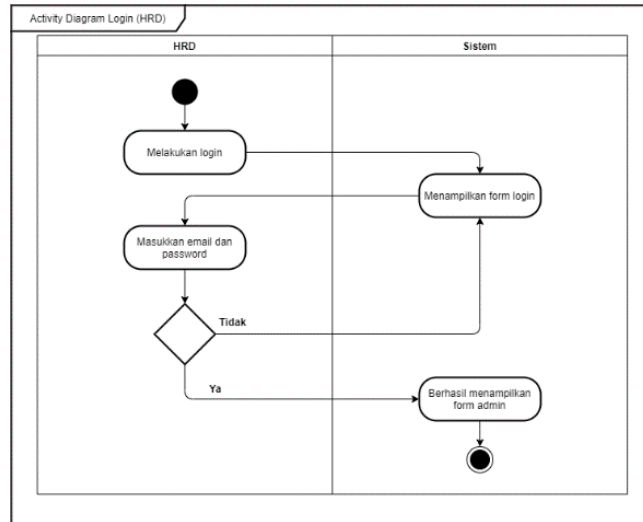 Activity Diagram Login (HRD)
HRD
Sistem
Melakukan login
Menampilkan form login
Masukkan email dan
password
Tidak
Ya
Berhasil menampilkan
form admin